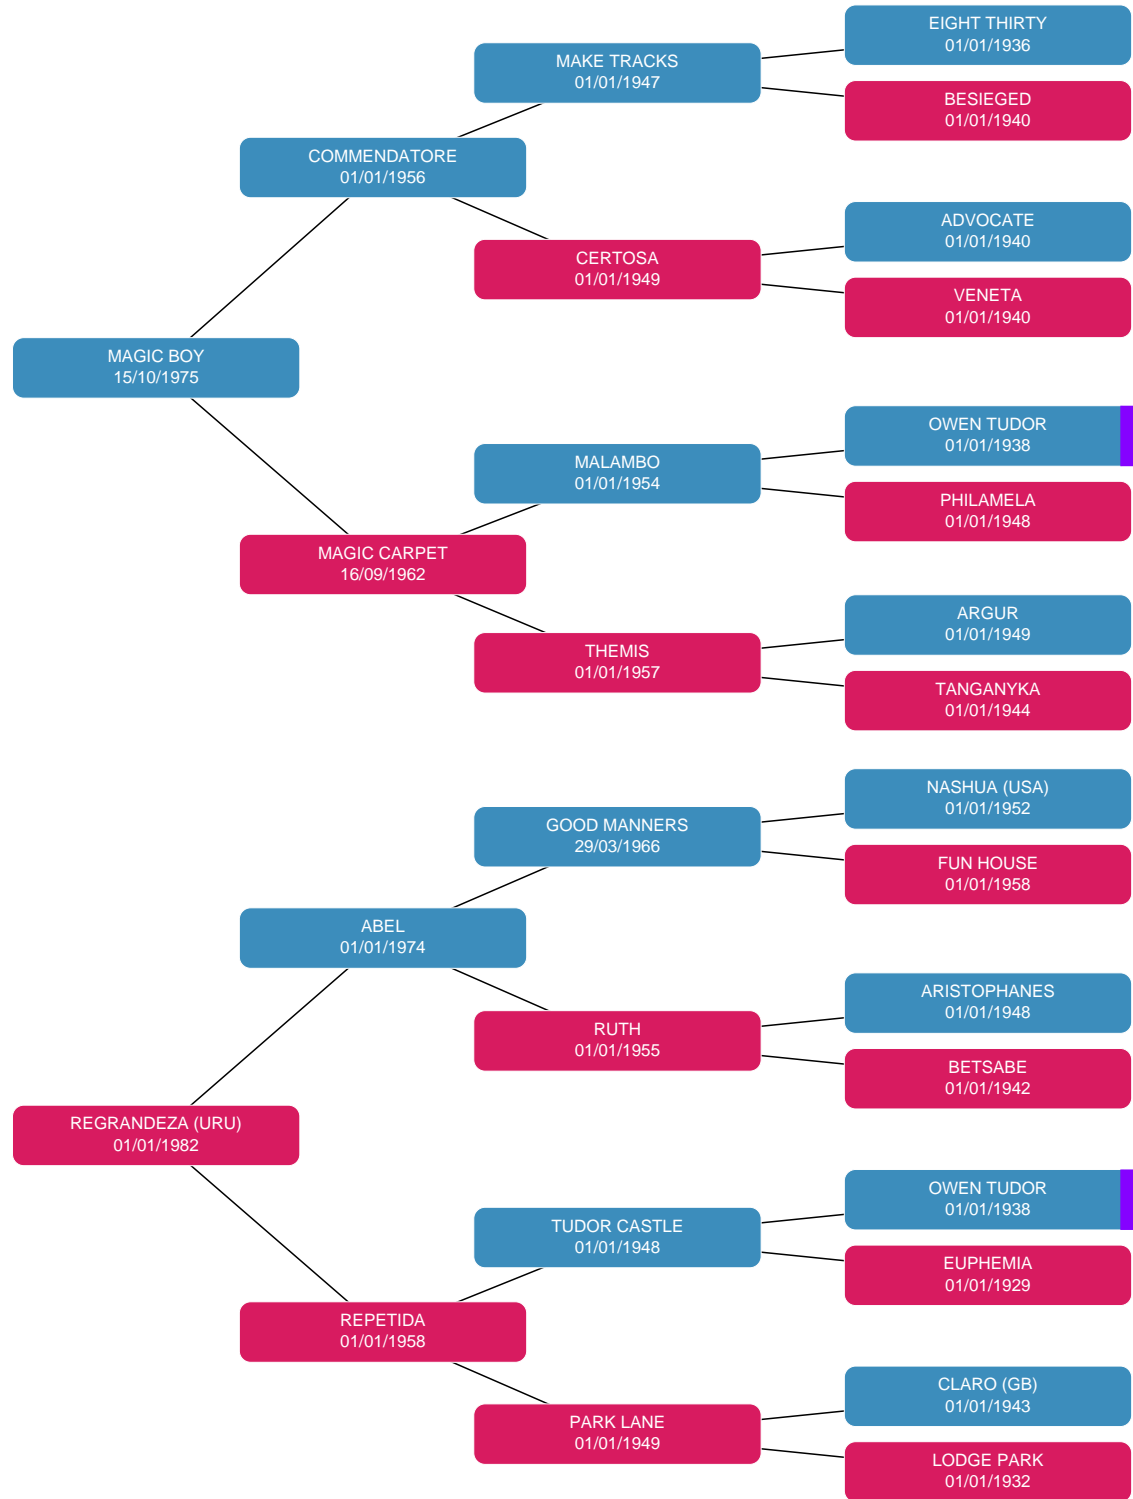 EIGHT THIRTY
01/01/1936
MAKE TRACKS
01/01/1947
BESIEGED
01/01/1940
COMMENDATORE
01/01/1956
ADVOCATE
01/01/1940
CERTOSA
01/01/1949
VENETA
01/01/1940
MAGIC BOY
15/10/1975
OWEN TUDOR
01/01/1938
MALAMBO
01/01/1954
PHILAMELA
01/01/1948
MAGIC CARPET
16/09/1962
ARGUR
01/01/1949
THEMIS
01/01/1957
TANGANYKA
01/01/1944
NASHUA (USA)
01/01/1952
GOOD MANNERS
29/03/1966
FUN HOUSE
01/01/1958
ABEL
01/01/1974
ARISTOPHANES
01/01/1948
RUTH
01/01/1955
BETSABE
01/01/1942
REGRANDEZA (URU)
01/01/1982
OWEN TUDOR
01/01/1938
TUDOR CASTLE
01/01/1948
EUPHEMIA
01/01/1929
REPETIDA
01/01/1958
CLARO (GB)
01/01/1943
PARK LANE
01/01/1949
LODGE PARK
01/01/1932